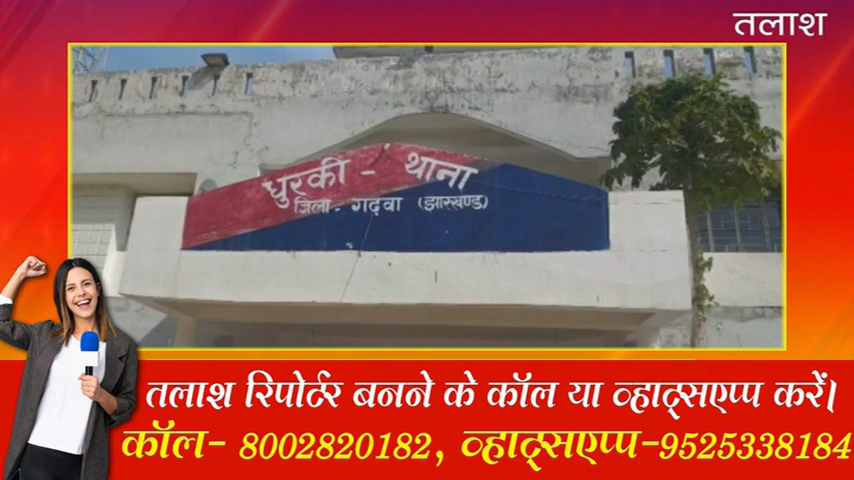 तलाश
धुरकी - थाना
जिला - गढ़वा (झारखण्ड)
तलाश रिपोर्टर बनने के कॉल या व्हाट्सएप्प करें।
कॉल- 8002820182, व्हाट्सएप्प-9525338184